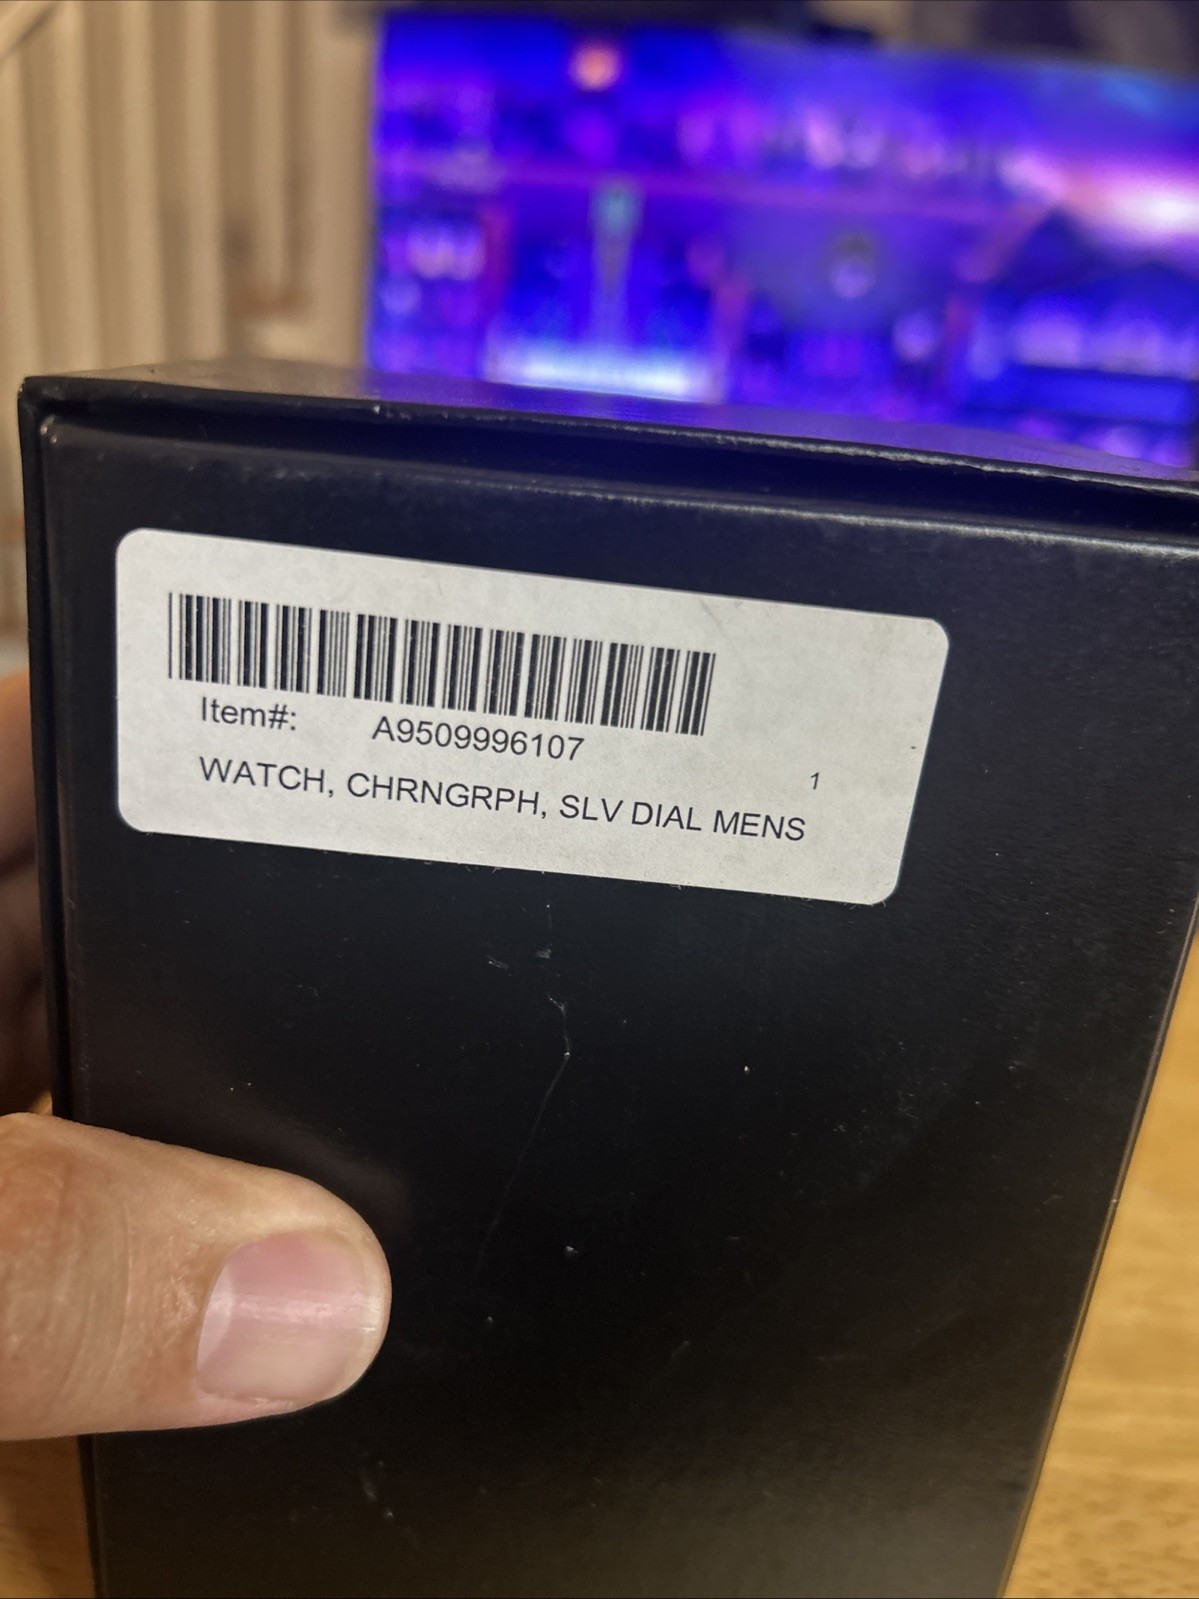 Item#: A9509996107
1
WATCH, CHRNGRPH, SLV DIAL MENS